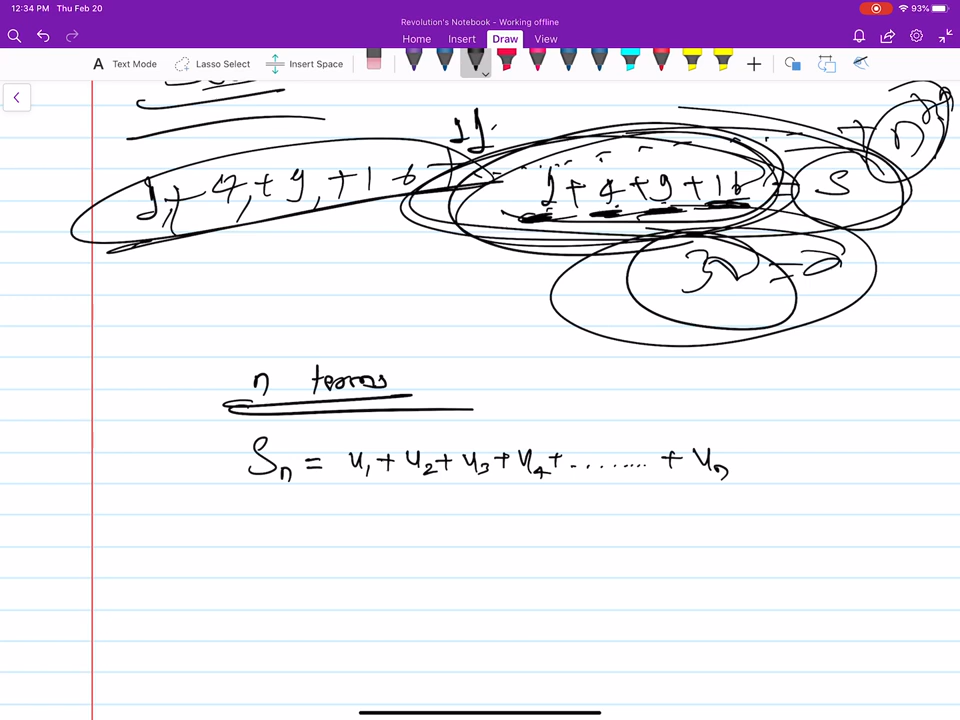 12:34 PM Thu Feb 20
93%
Revolution's Notebook - Working offline
Home Insert Draw View
A Text Mode Lasso Select Insert Space
1, + 4, + 9, + 16
1 + 4 + 9 + 16 = S
n terms
Sn = u1 + u2 + u3 + u4 + ........ + un